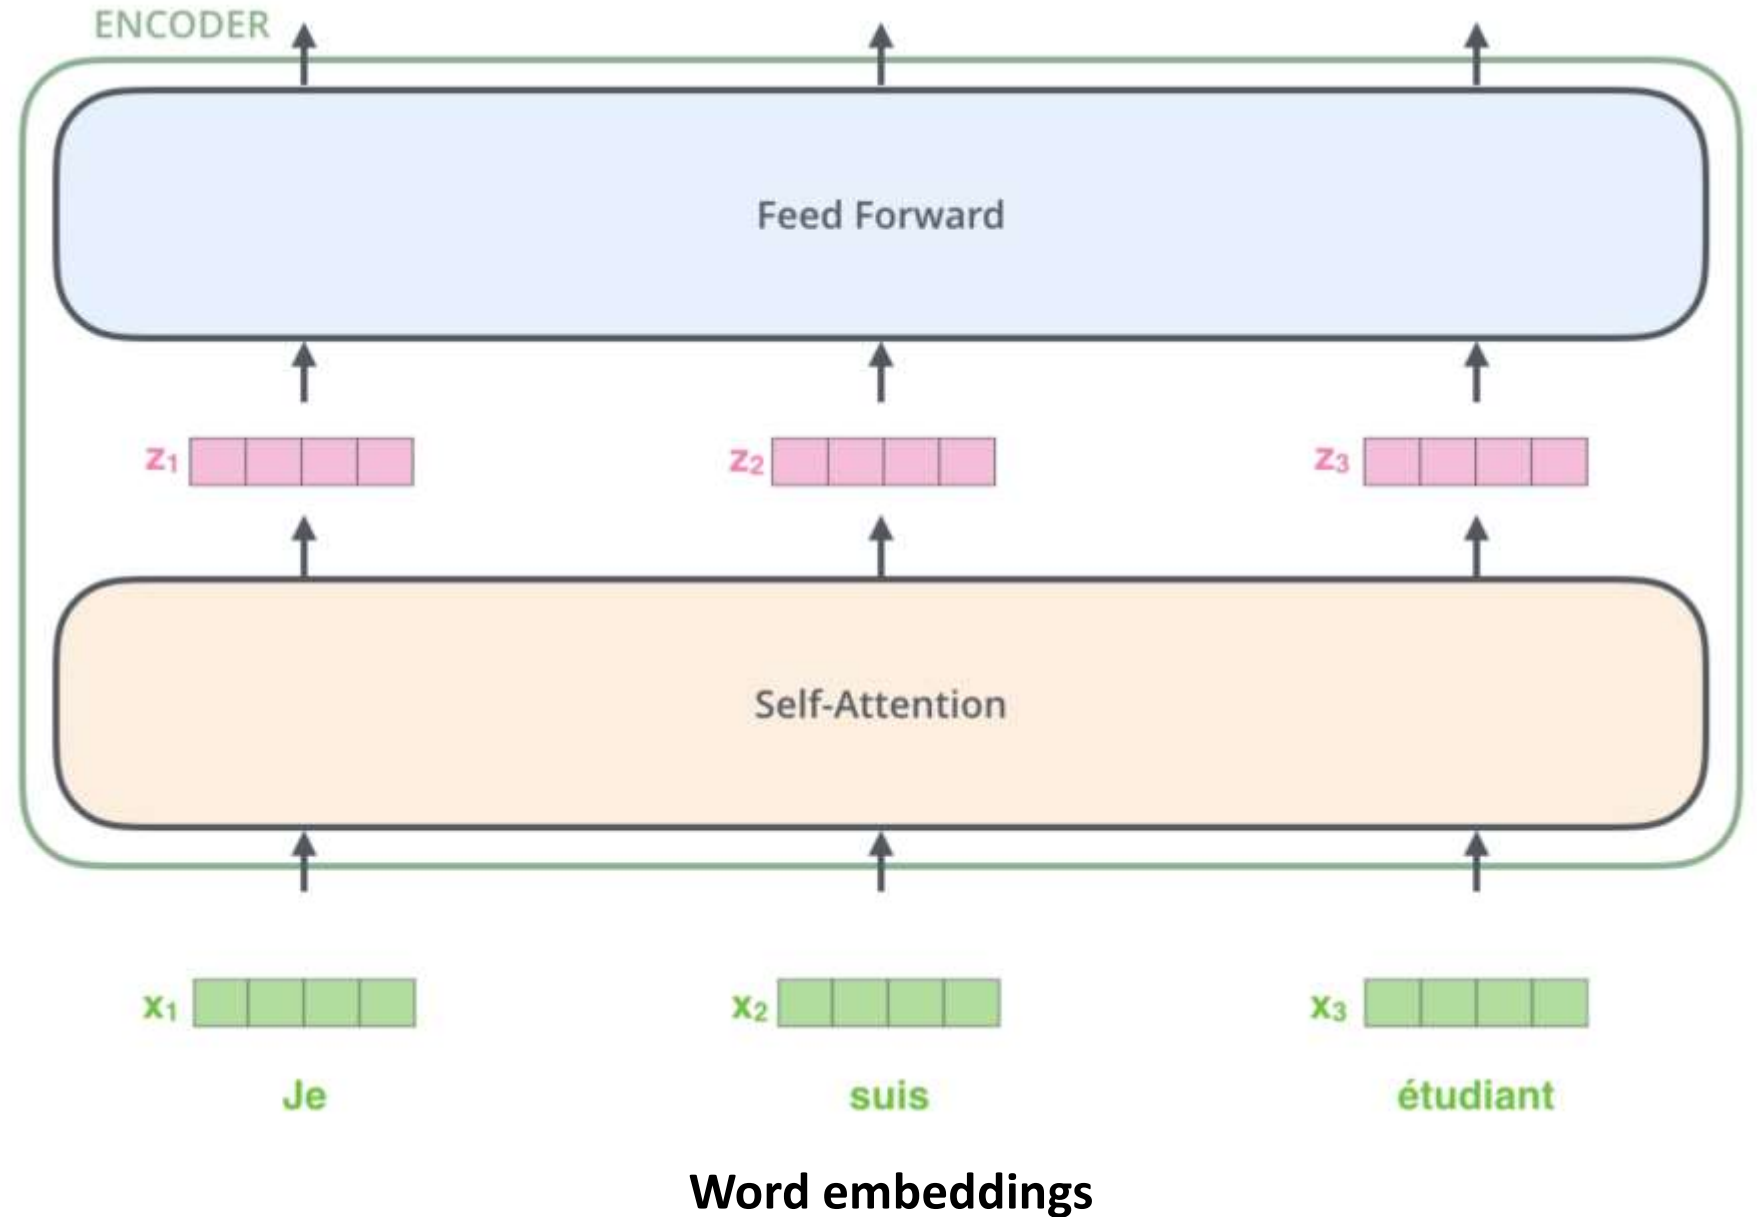 ENCODER
Feed Forward
z₁ z₂ z₃
Self-Attention
x₁ x₂ x₃
Je suis étudiant
Word embeddings